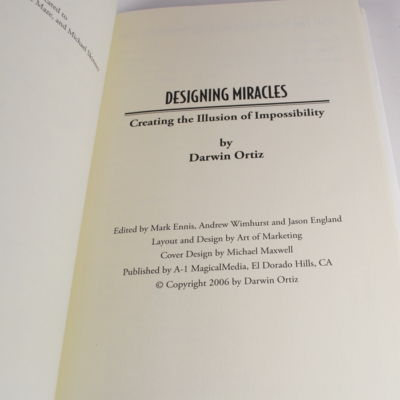 DESIGNING MIRACLES
Creating the Illusion of Impossibility
by
Darwin Ortiz
Edited by Mark Ennis, Andrew Wimhurst and Jason England
Layout and Design by Art of Marketing
Cover Design by Michael Maxwell
Published by A-1 MagicalMedia, El Dorado Hills, CA
© Copyright 2006 by Darwin Ortiz